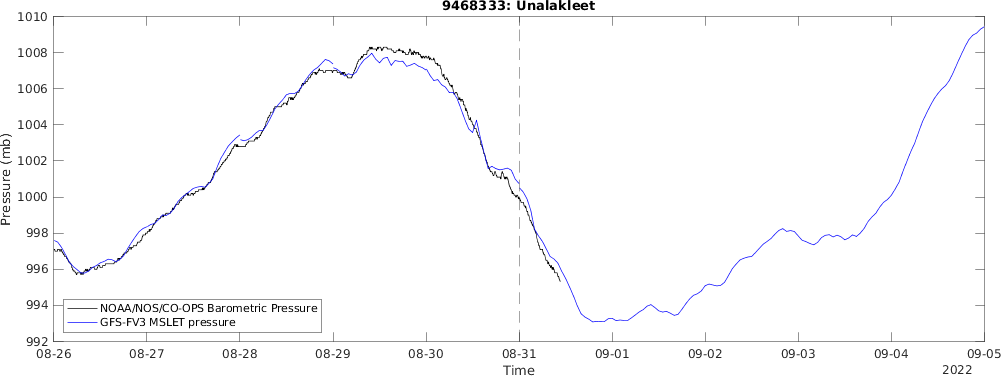 9468333: Unalakleet
1010
1008
1006
1004
1002
1000
998
996
994
992
Pressure (mb)
NOAA/NOS/CO-OPS Barometric Pressure
GFS-FV3 MSLET pressure
08-26 08-27 08-28 08-29 08-30 08-31 09-01 09-02 09-03 09-04 09-05
Time
2022